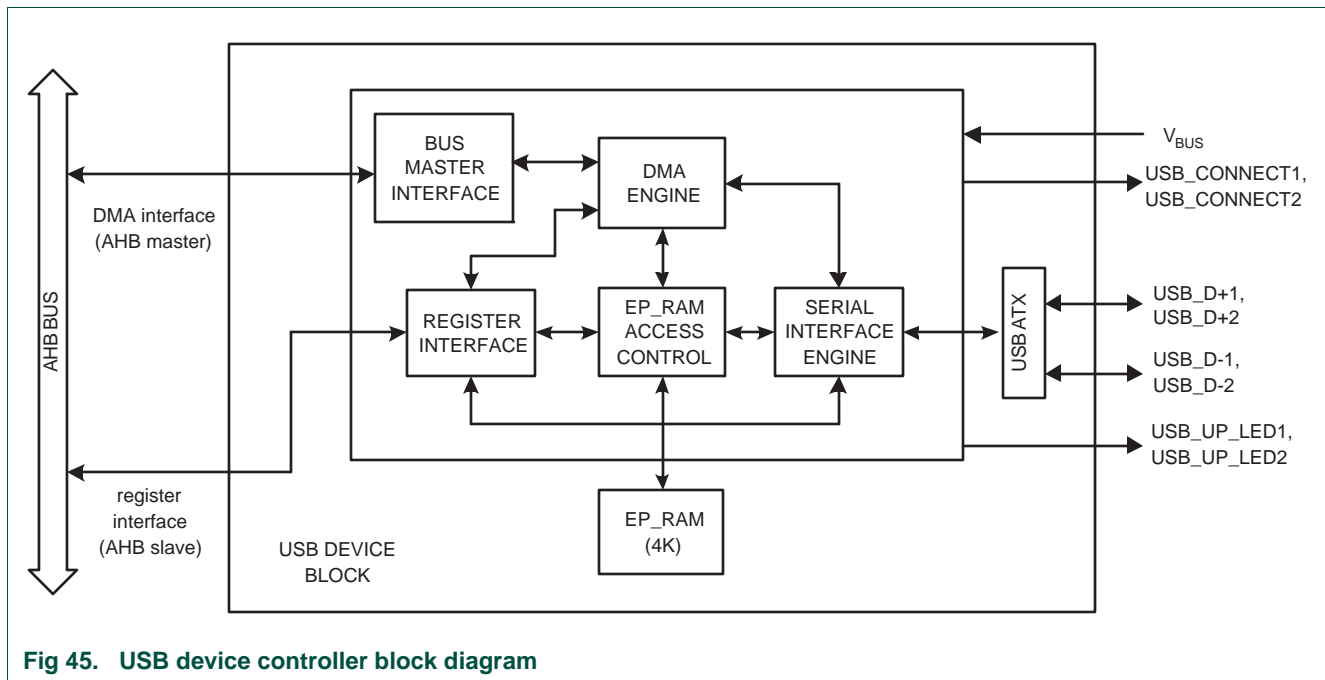 BUS
MASTER
INTERFACE
DMA
ENGINE
V_BUS
USB_CONNECT1,
USB_CONNECT2
DMA interface
(AHB master)
AHB BUS
REGISTER
INTERFACE
EP_RAM
ACCESS
CONTROL
SERIAL
INTERFACE
ENGINE
USB ATX
USB_D+1,
USB_D+2
USB_D-1,
USB_D-2
USB_UP_LED1,
USB_UP_LED2
register
interface
(AHB slave)
EP_RAM
(4K)
USB DEVICE
BLOCK
Fig 45. USB device controller block diagram